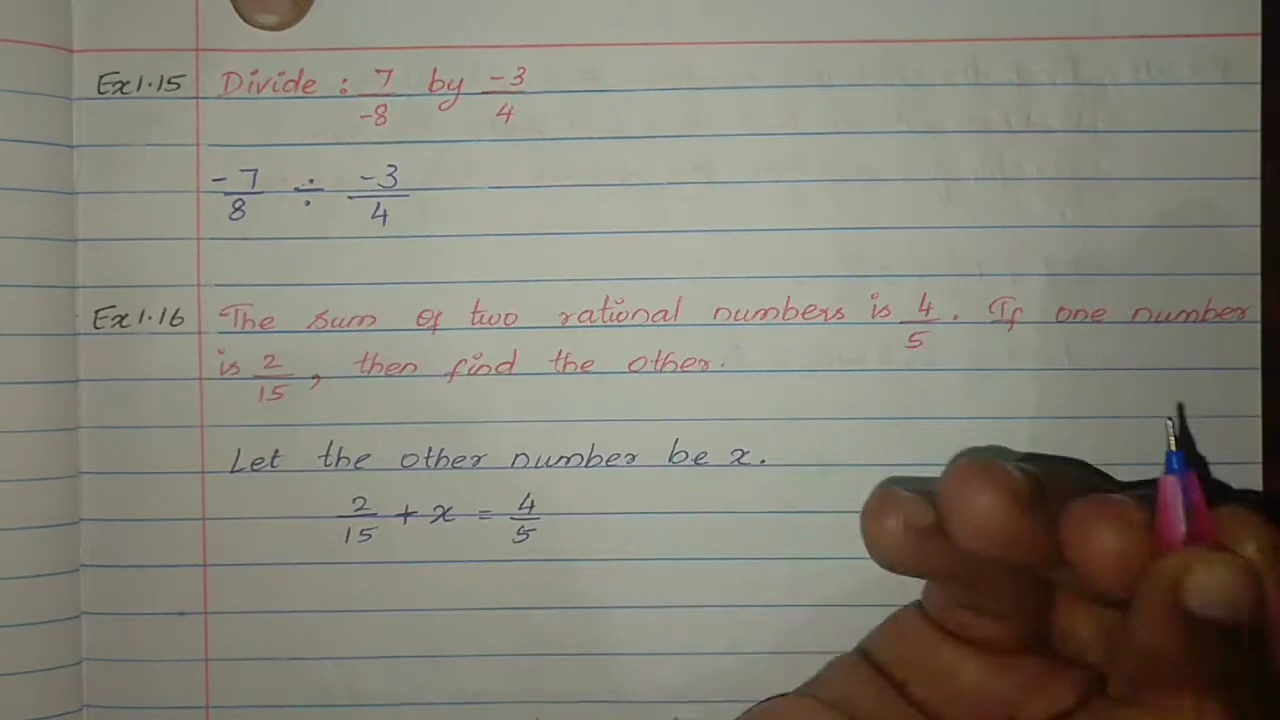 Ex1.15 Divide : 7/-8 by -3/4
-7/8 ÷ -3/4
Ex1.16 The sum of two rational numbers is 4/5. If one number
is 2/15, then find the other.
Let the other number be x.
2/15 + x = 4/5